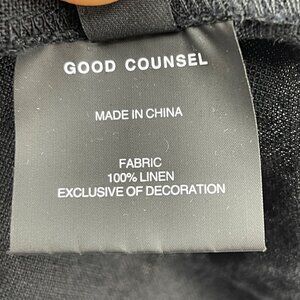 GOOD COUNSEL
MADE IN CHINA
FABRIC
100% LINEN
EXCLUSIVE OF DECORATION